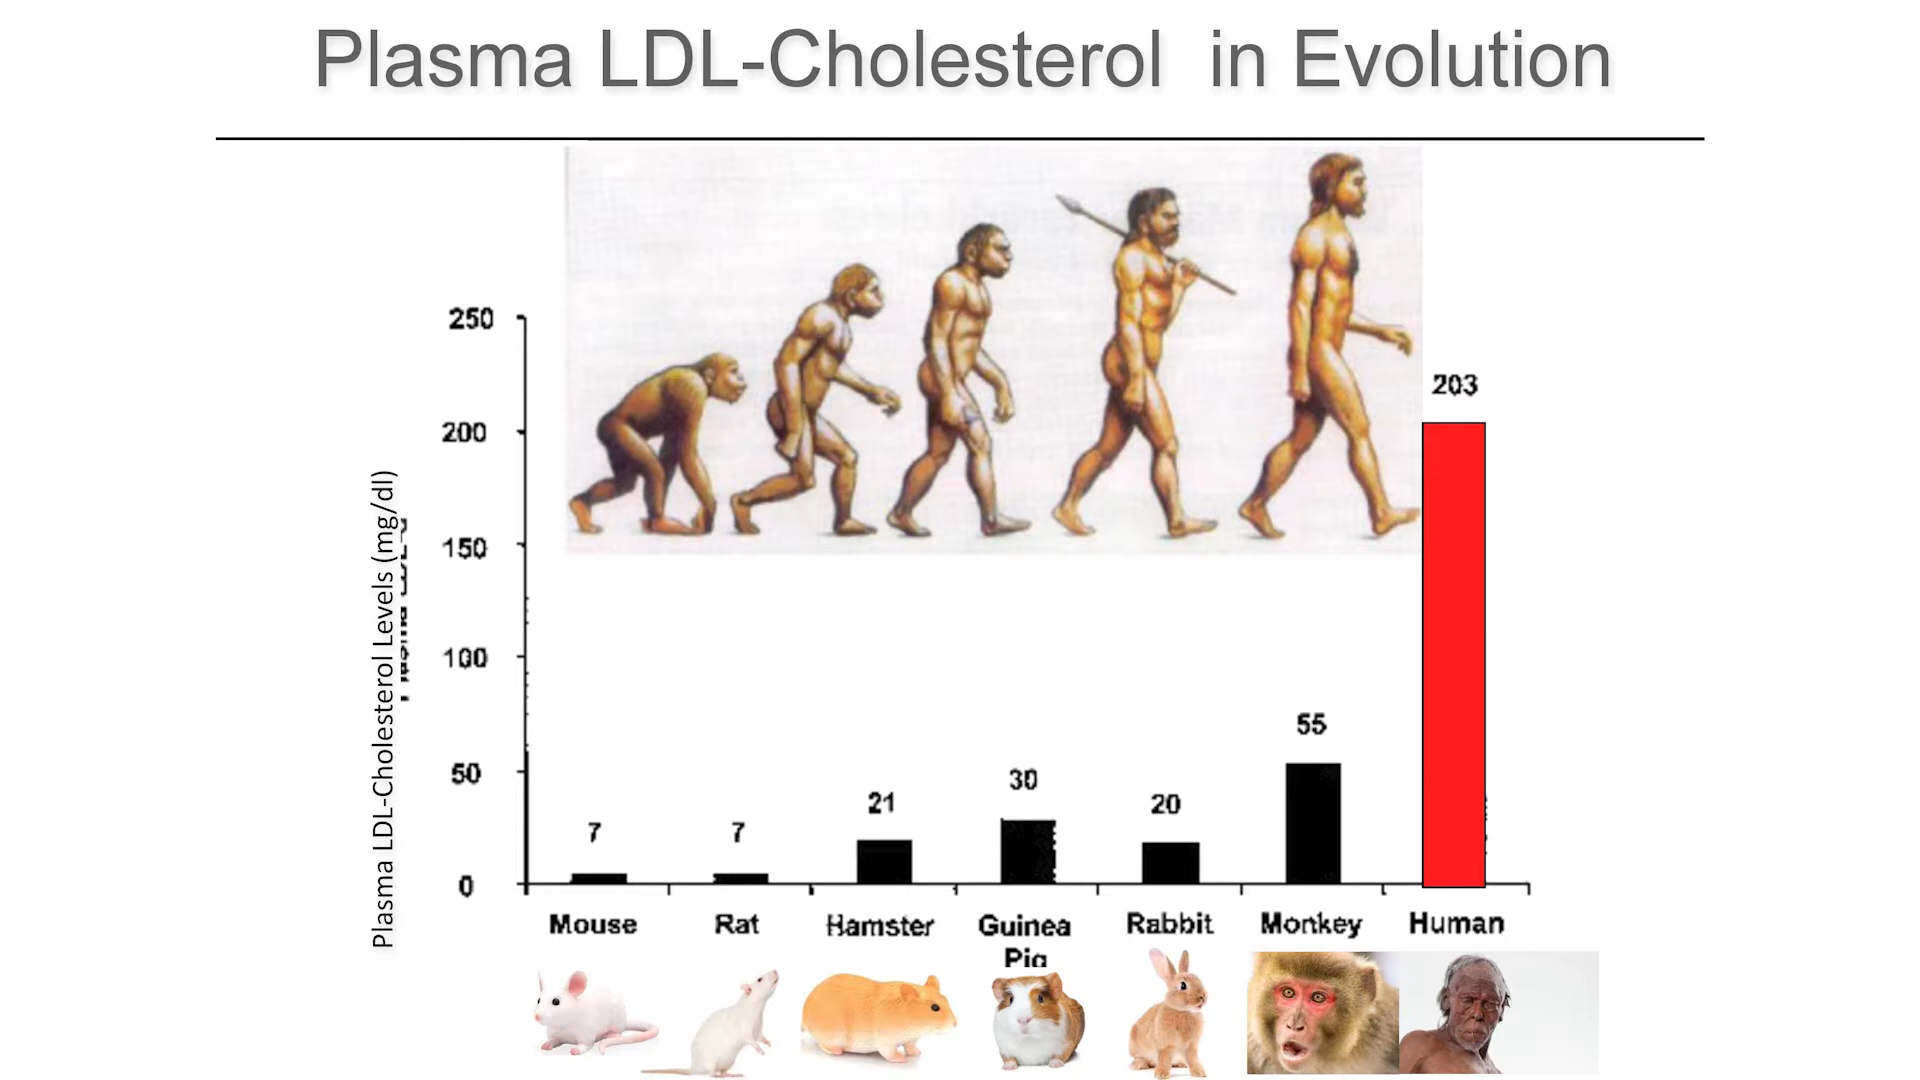 Plasma LDL-Cholesterol in Evolution
250
200
150
100
50
0
Plasma LDL-Cholesterol Levels (mg/dl)
7
7
21
30
20
55
203
Mouse
Rat
Hamster
Guinea
Pig
Rabbit
Monkey
Human